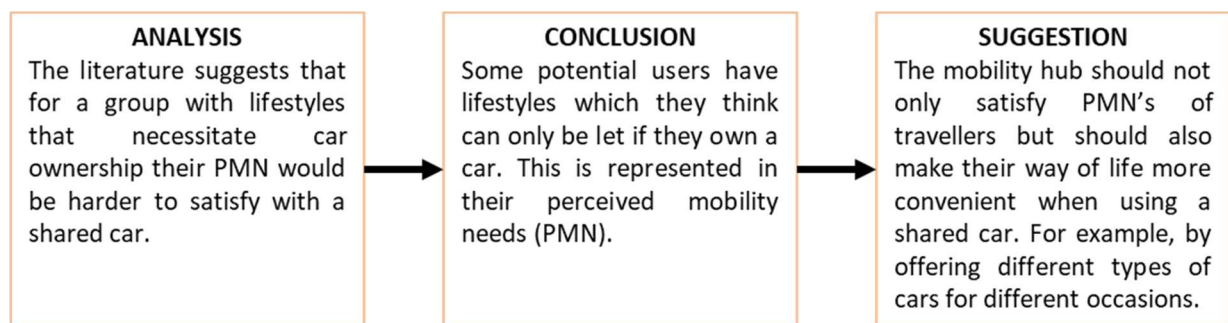 ANALYSIS
The literature suggests that
for a group with lifestyles
that necessitate car
ownership their PMN would
be harder to satisfy with a
shared car.
CONCLUSION
Some potential users have
lifestyles which they think
can only be let if they own a
car. This is represented in
their perceived mobility
needs (PMN).
SUGGESTION
The mobility hub should not
only satisfy PMN's of
travellers but should also
make their way of life more
convenient when using a
shared car. For example, by
offering different types of
cars for different occasions.